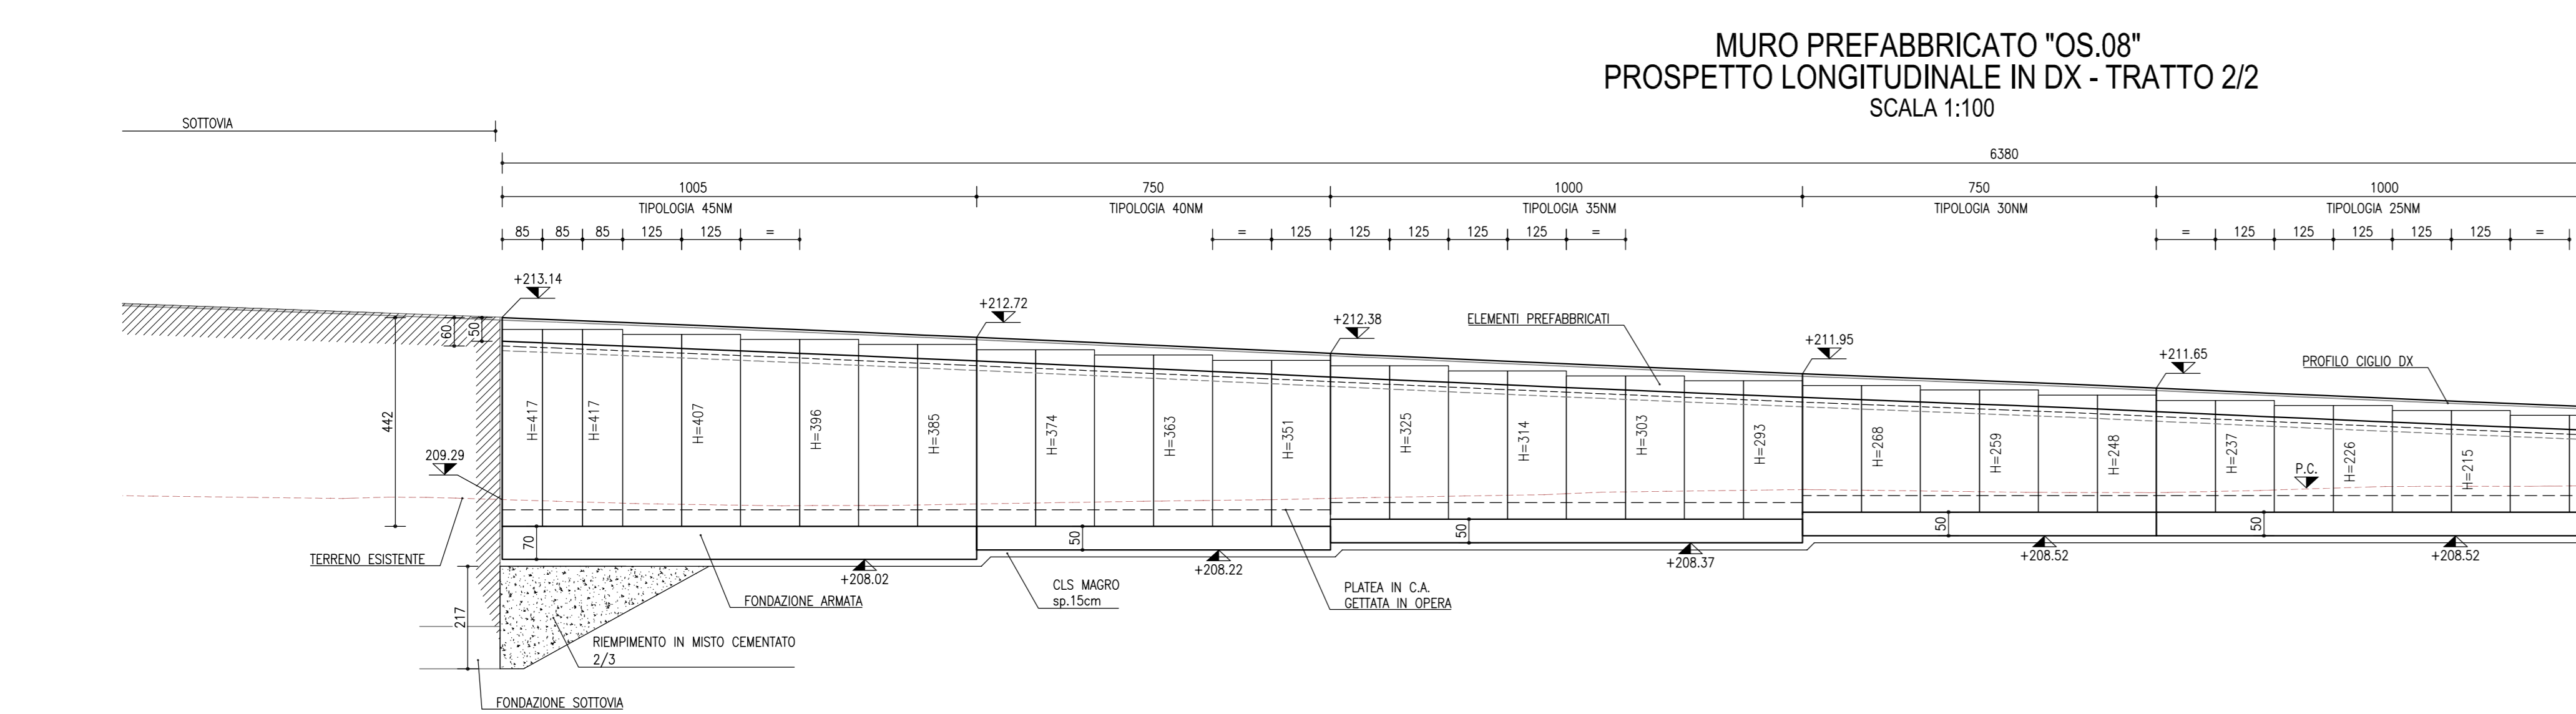 MURO PREFABBRICATO "OS.08"
PROSPETTO LONGITUDINALE IN DX - TRATTO 2/2
SCALA 1:100
SOTTOVIA
6380
1005 750 1000 750 1000
TIPOLOGIA 45NM TIPOLOGIA 40NM TIPOLOGIA 35NM TIPOLOGIA 30NM TIPOLOGIA 25NM
85 85 85 125 125 = = 125 125 125 125 125 = = 125 125 125 125 125 =
+213.14
+212.72
+212.38
+211.95
+211.65
ELEMENTI PREFABBRICATI
PROFILO CIGLIO DX
60
50
442
209.29
H=417
H=417
H=407
H=396
H=385
H=374
H=363
H=351
H=325
H=314
H=303
H=293
H=268
H=259
H=248
H=237
H=226
H=215
P.C.
70
50
50
50
50
TERRENO ESISTENTE
+208.02
+208.22
+208.37
+208.52
+208.52
217
FONDAZIONE ARMATA
CLS MAGRO
sp.15cm
PLATEA IN C.A.
GETTATA IN OPERA
RIEMPIMENTO IN MISTO CEMENTATO
2/3
FONDAZIONE SOTTOVIA